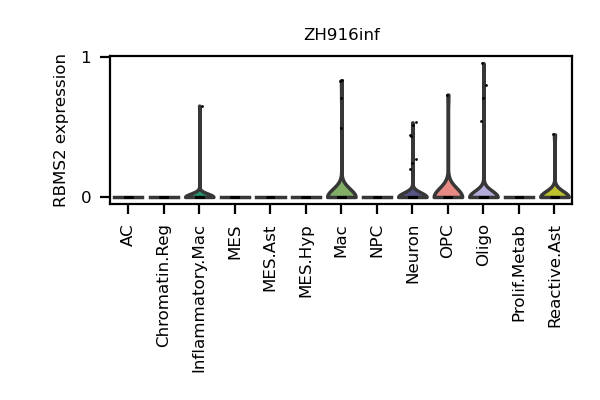 ZH916inf
RBMS2 expression
1
0
AC
Chromatin.Reg
Inflammatory.Mac
MES
MES.Ast
MES.Hyp
Mac
NPC
Neuron
OPC
Oligo
Prolif.Metab
Reactive.Ast